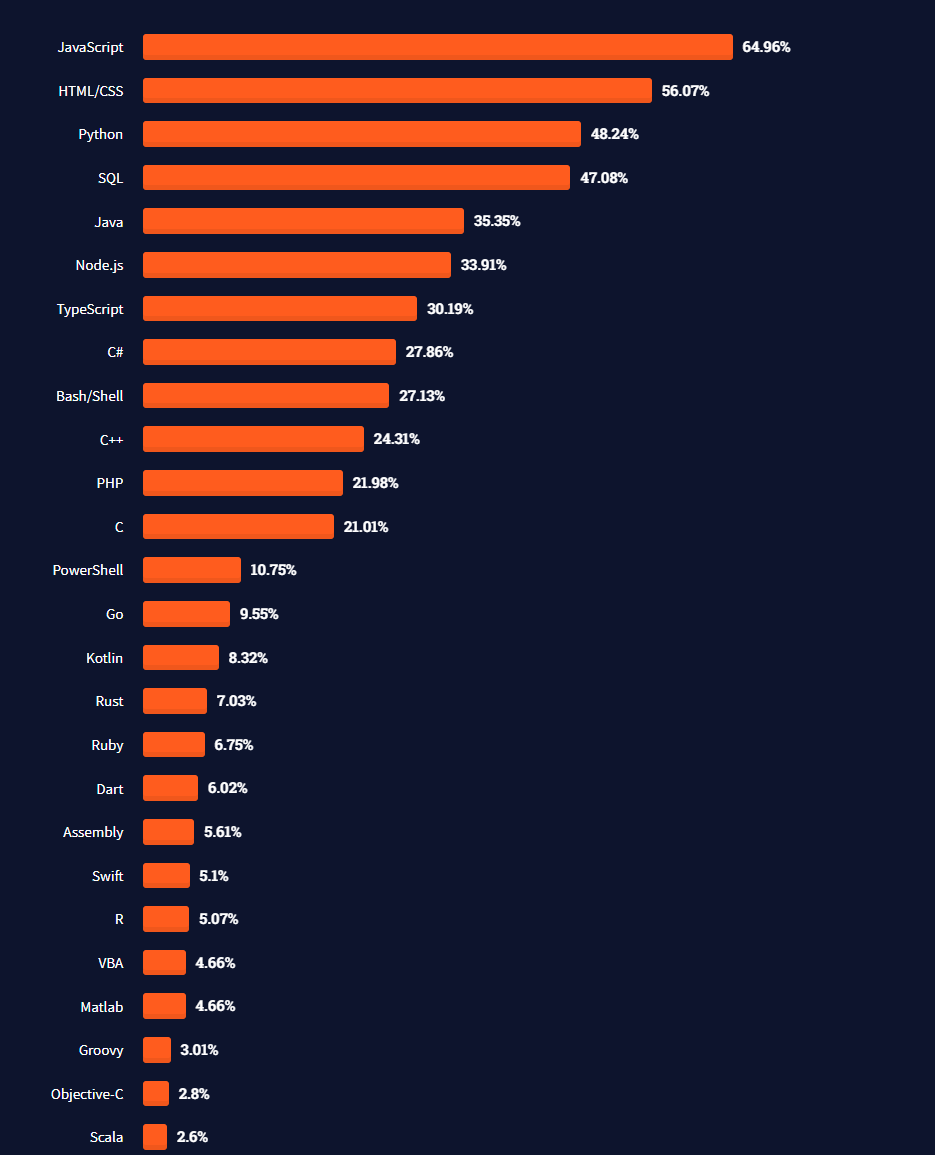 JavaScript 64.96%
HTML/CSS 56.07%
Python 48.24%
SQL 47.08%
Java 35.35%
Node.js 33.91%
TypeScript 30.19%
C# 27.86%
Bash/Shell 27.13%
C++ 24.31%
PHP 21.98%
C 21.01%
PowerShell 10.75%
Go 9.55%
Kotlin 8.32%
Rust 7.03%
Ruby 6.75%
Dart 6.02%
Assembly 5.61%
Swift 5.1%
R 5.07%
VBA 4.66%
Matlab 4.66%
Groovy 3.01%
Objective-C 2.8%
Scala 2.6%